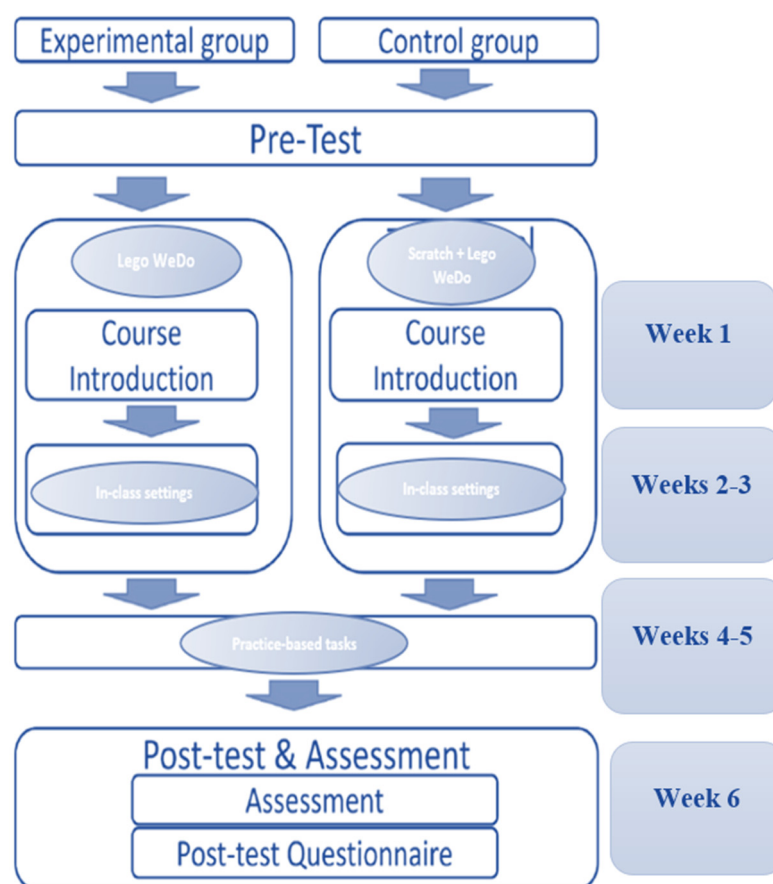 Experimental group
Control group
Pre-Test
Lego WeDo
Scratch + Lego
WeDo
Course
Introduction
Course
Introduction
Week 1
In-class settings
In-class settings
Weeks 2-3
Practice-based tasks
Weeks 4-5
Post-test & Assessment
Assessment
Post-test Questionnaire
Week 6